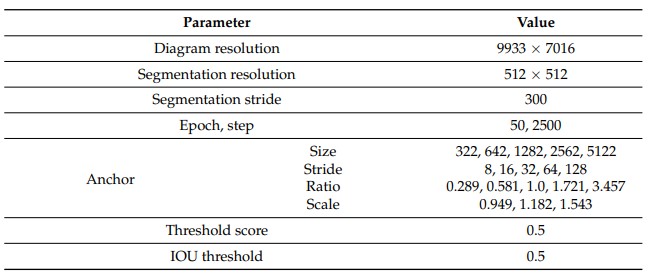 Parameter Value
Diagram resolution 9933 × 7016
Segmentation resolution 512 × 512
Segmentation stride 300
Epoch, step 50, 2500
Anchor
Size 322, 642, 1282, 2562, 5122
Stride 8, 16, 32, 64, 128
Ratio 0.289, 0.581, 1.0, 1.721, 3.457
Scale 0.949, 1.182, 1.543
Threshold score 0.5
IOU threshold 0.5